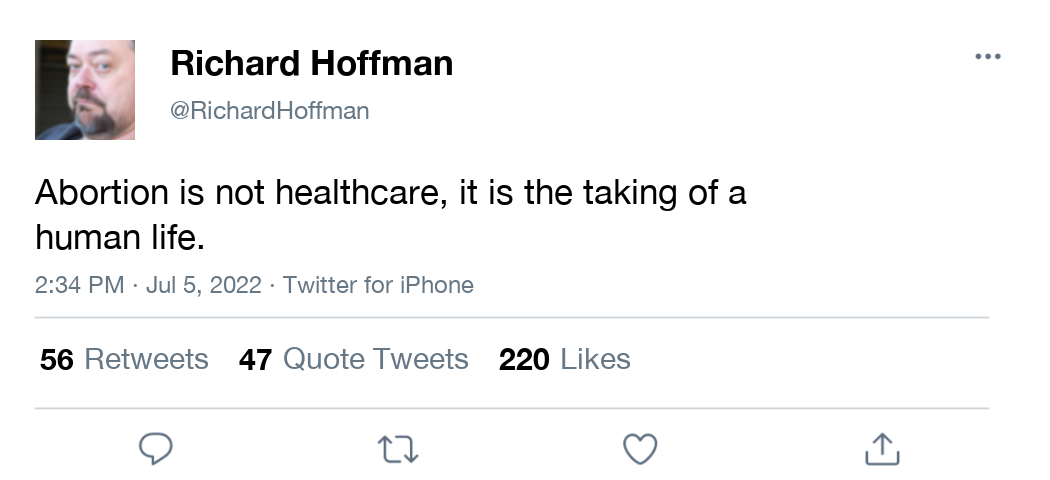 Richard Hoffman
@RichardHoffman
Abortion is not healthcare, it is the taking of a
human life.
2:34 PM · Jul 5, 2022 · Twitter for iPhone
56 Retweets 47 Quote Tweets 220 Likes